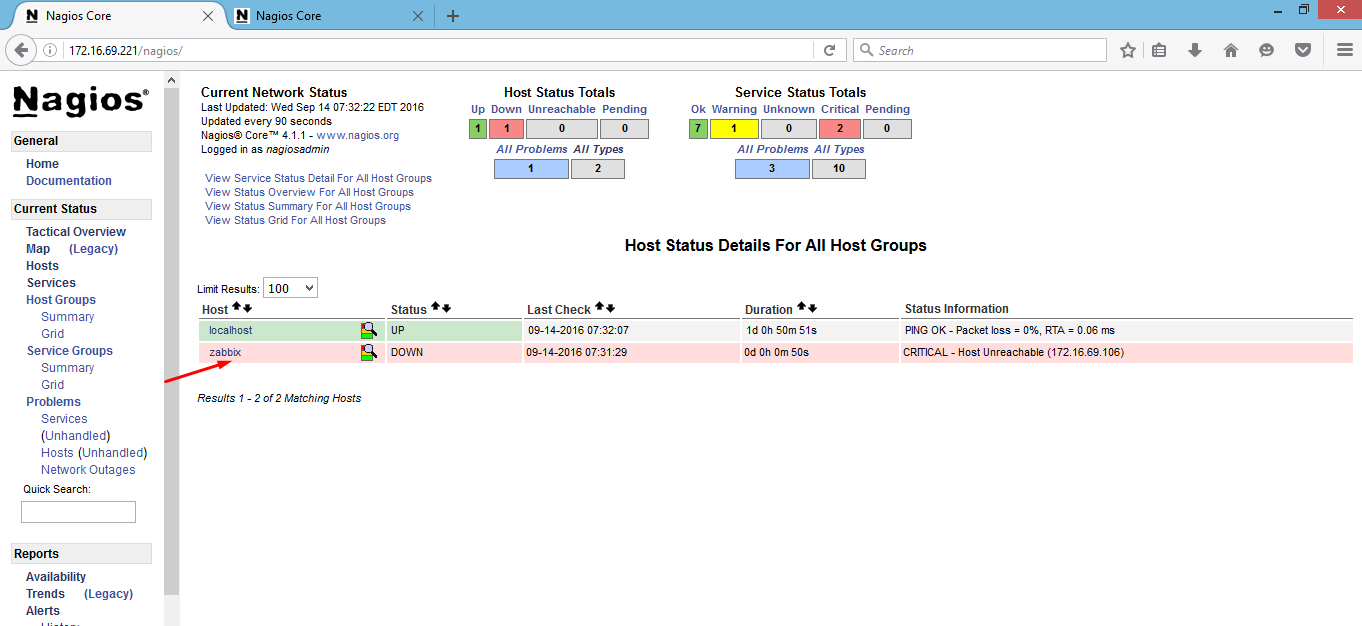 Nagios Core
Nagios Core
172.16.69.221/nagios/
Search
Nagios®
General
Home
Documentation
Current Status
Tactical Overview
Map (Legacy)
Hosts
Services
Host Groups
Summary
Grid
Service Groups
Summary
Grid
Problems
Services
(Unhandled)
Hosts (Unhandled)
Network Outages
Quick Search:
Reports
Availability
Trends (Legacy)
Alerts
History
Current Network Status
Last Updated: Wed Sep 14 07:32:22 EDT 2016
Updated every 90 seconds
Nagios® Core™ 4.1.1 - www.nagios.org
Logged in as nagiosadmin
View Service Status Detail For All Host Groups
View Status Overview For All Host Groups
View Status Summary For All Host Groups
View Status Grid For All Host Groups
Host Status Totals
Up Down Unreachable Pending
1 1 0 0
All Problems All Types
1 2
Service Status Totals
Ok Warning Unknown Critical Pending
7 1 0 2 0
All Problems All Types
3 10
Host Status Details For All Host Groups
Limit Results: 100
Host Status Last Check Duration Status Information
localhost UP 09-14-2016 07:32:07 1d 0h 50m 51s PING OK - Packet loss = 0%, RTA = 0.06 ms
zabbix DOWN 09-14-2016 07:31:29 0d 0h 0m 50s CRITICAL - Host Unreachable (172.16.69.106)
Results 1 - 2 of 2 Matching Hosts